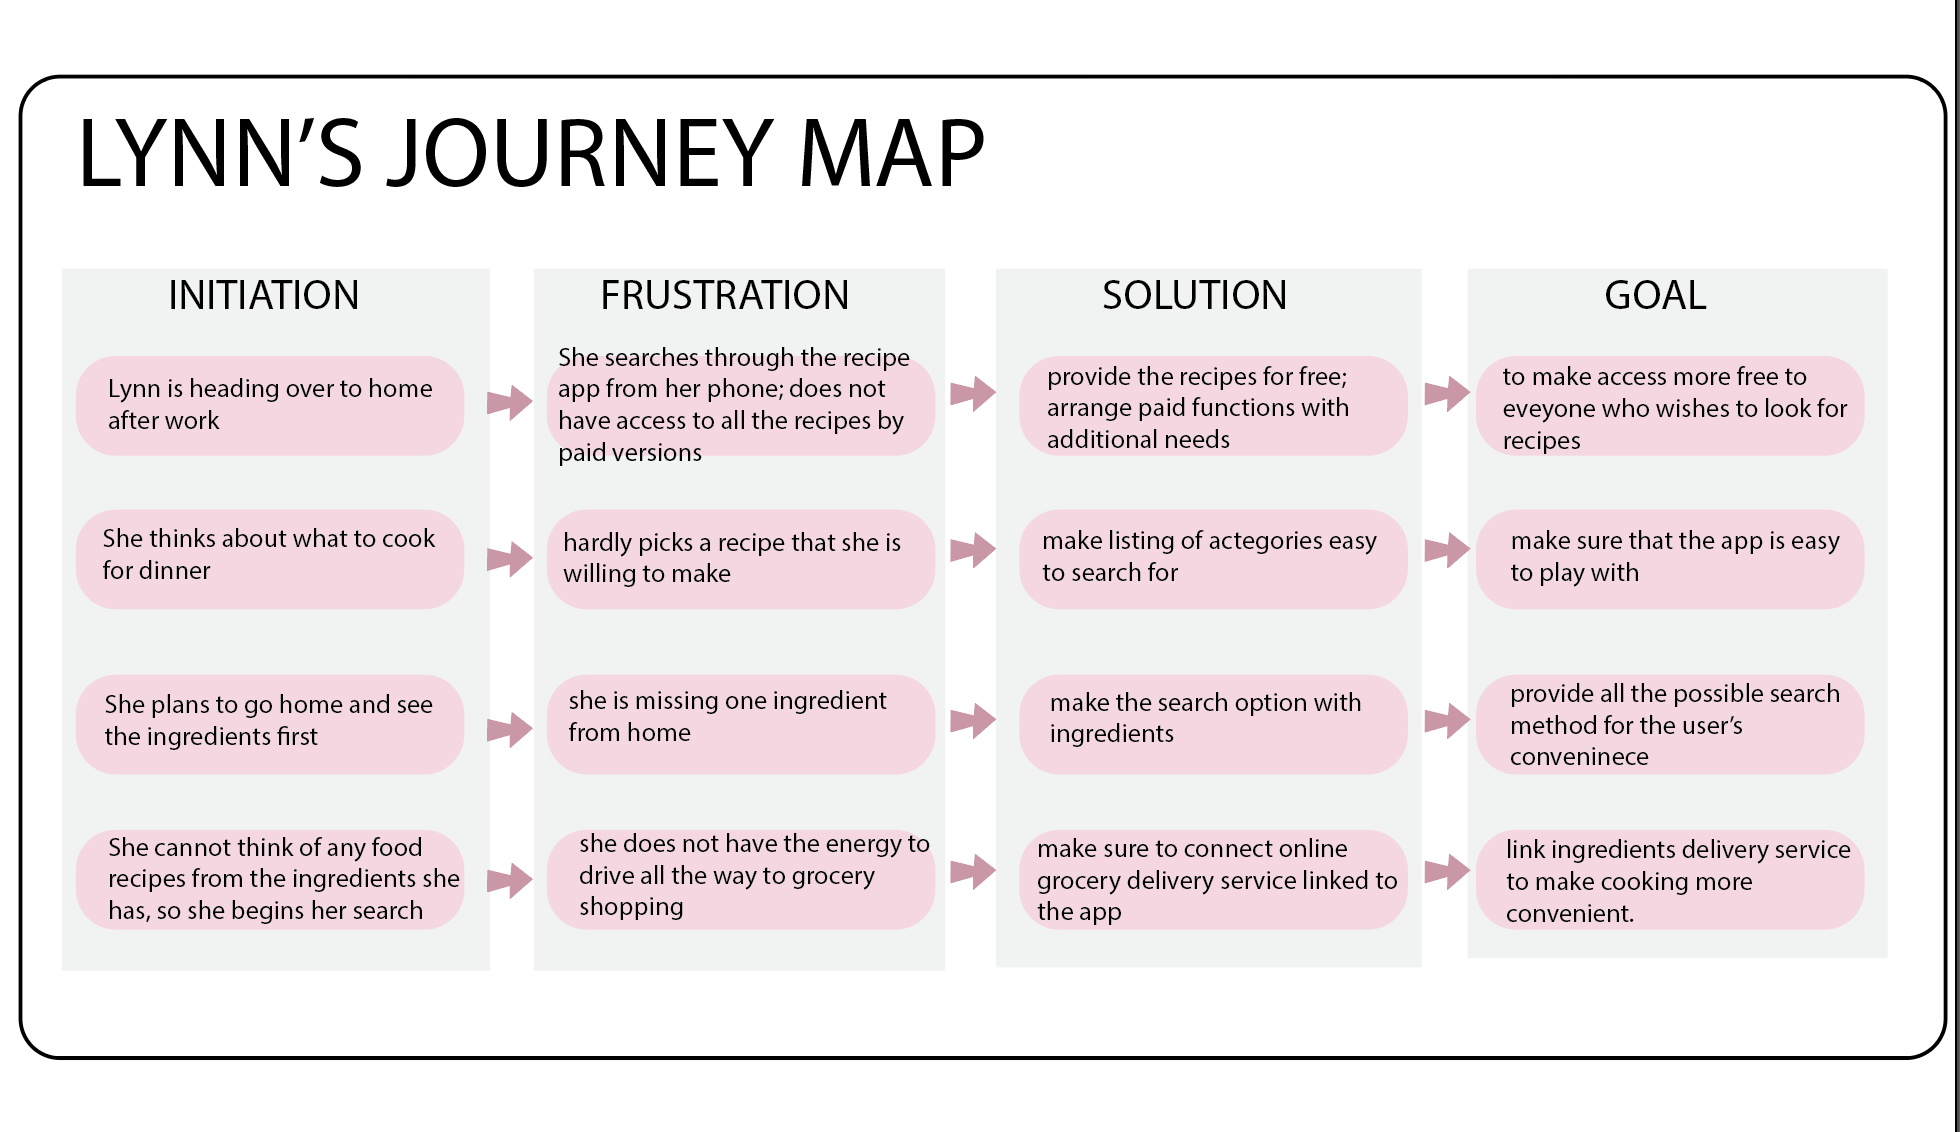 LYNN’S JOURNEY MAP
INITIATION
Lynn is heading over to home
after work
She thinks about what to cook
for dinner
She plans to go home and see
the ingredients first
She cannot think of any food
recipes from the ingredients she
has, so she begins her search
FRUSTRATION
She searches through the recipe
app from her phone; does not
have access to all the recipes by
paid versions
hardly picks a recipe that she is
willing to make
she is missing one ingredient
from home
she does not have the energy to
drive all the way to grocery
shopping
SOLUTION
provide the recipes for free;
arrange paid functions with
additional needs
make listing of actegories easy
to search for
make the search option with
ingredients
make sure to connect online
grocery delivery service linked to
the app
GOAL
to make access more free to
eveyone who wishes to look for
recipes
make sure that the app is easy
to play with
provide all the possible search
method for the user’s
conveninece
link ingredients delivery service
to make cooking more
convenient.